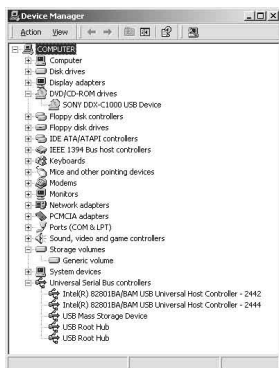 Device Manager
Action View
COMPUTER
Computer
Disk drives
Display adapters
DVD/CD-ROM drives
SONY DDX-C1000 USB Device
Floppy disk controllers
Floppy disk drives
IDE ATA/ATAPI controllers
IEEE 1394 Bus host controllers
Keyboards
Mice and other pointing devices
Modems
Monitors
Network adapters
PCMCIA adapters
Ports (COM & LPT)
Sound, video and game controllers
Storage volumes
Generic volume
System devices
Universal Serial Bus controllers
Intel(R) 82801BA/BAM USB Universal Host Controller - 2442
Intel(R) 82801BA/BAM USB Universal Host Controller - 2444
USB Mass Storage Device
USB Root Hub
USB Root Hub